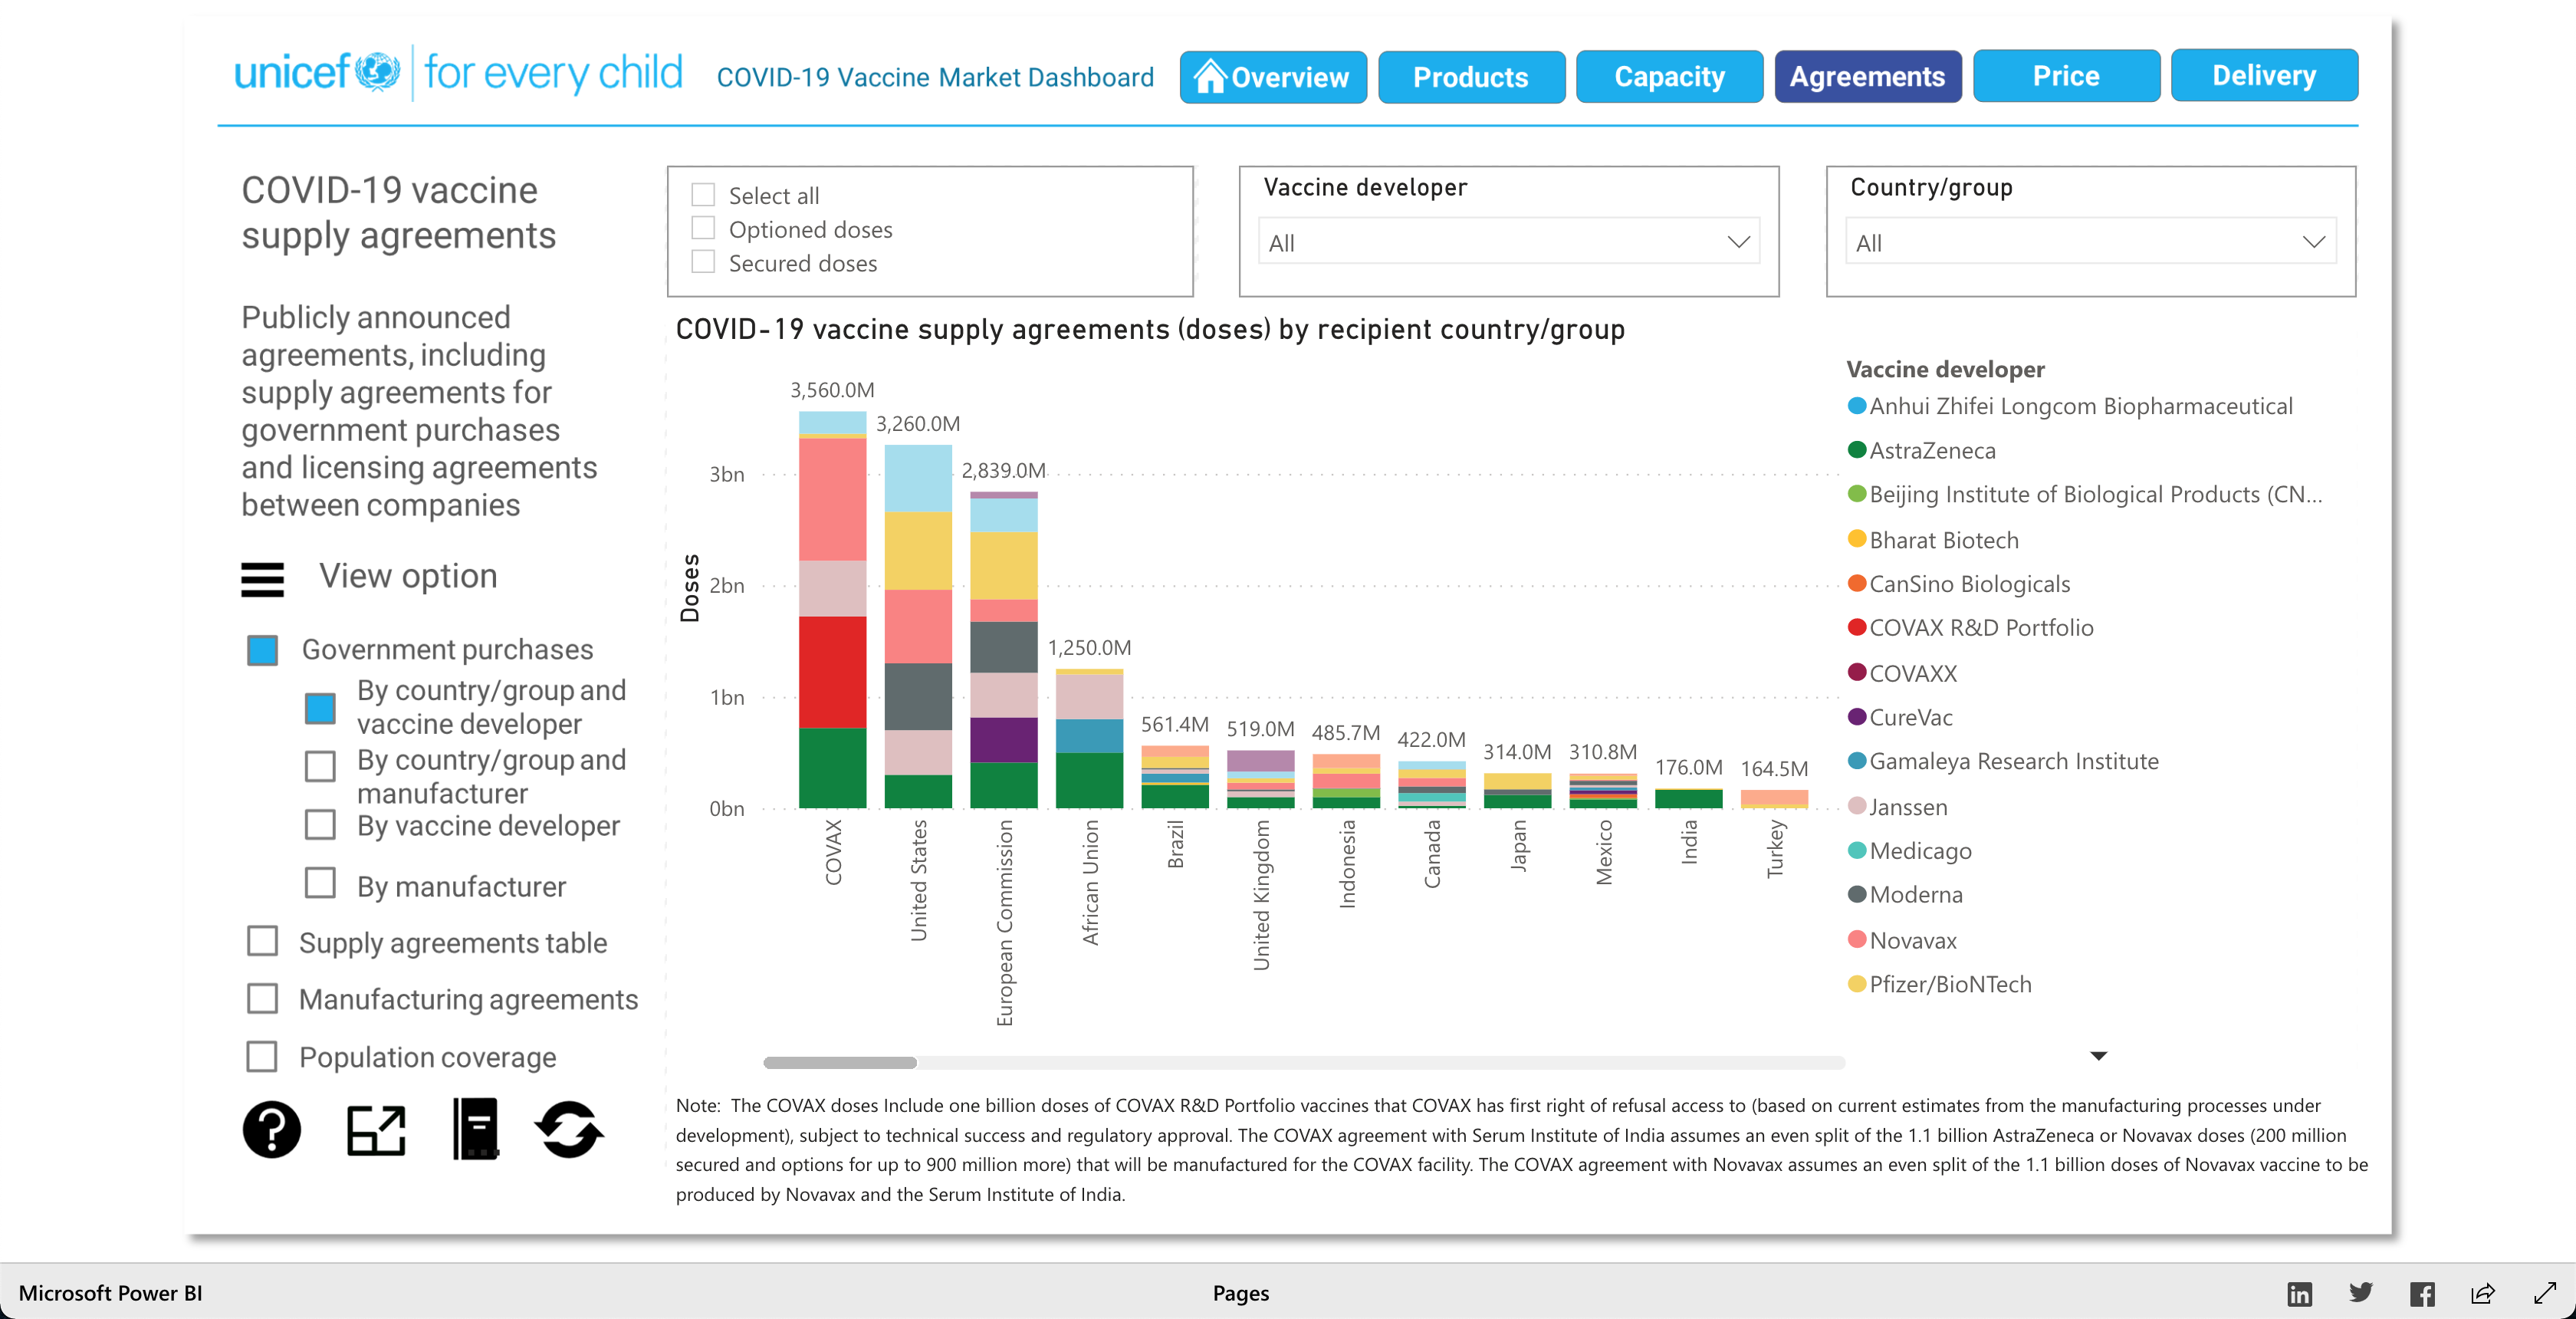 unicef for every child
COVID-19 Vaccine Market Dashboard
Overview
Products
Capacity
Agreements
Price
Delivery
COVID-19 vaccine
supply agreements
Publicly announced
agreements, including
supply agreements for
government purchases
and licensing agreements
between companies
View option
Government purchases
By country/group and
vaccine developer
By country/group and
manufacturer
By vaccine developer
By manufacturer
Supply agreements table
Manufacturing agreements
Population coverage
Select all
Optioned doses
Secured doses
Vaccine developer
All
Country/group
All
COVID-19 vaccine supply agreements (doses) by recipient country/group
3,560.0M
3,260.0M
2,839.0M
1,250.0M
561.4M
519.0M
485.7M
422.0M
314.0M
310.8M
176.0M
164.5M
Doses
3bn
2bn
1bn
0bn
COVAX
United States
European Commission
African Union
Brazil
United Kingdom
Indonesia
Canada
Japan
Mexico
India
Turkey
Vaccine developer
Anhui Zhifei Longcom Biopharmaceutical
AstraZeneca
Beijing Institute of Biological Products (CN...
Bharat Biotech
CanSino Biologicals
COVAX R&D Portfolio
COVAXX
CureVac
Gamaleya Research Institute
Janssen
Medicago
Moderna
Novavax
Pfizer/BioNTech
Note: The COVAX doses Include one billion doses of COVAX R&D Portfolio vaccines that COVAX has first right of refusal access to (based on current estimates from the manufacturing processes under
development), subject to technical success and regulatory approval. The COVAX agreement with Serum Institute of India assumes an even split of the 1.1 billion AstraZeneca or Novavax doses (200 million
secured and options for up to 900 million more) that will be manufactured for the COVAX facility. The COVAX agreement with Novavax assumes an even split of the 1.1 billion doses of Novavax vaccine to be
produced by Novavax and the Serum Institute of India.
Microsoft Power BI
Pages